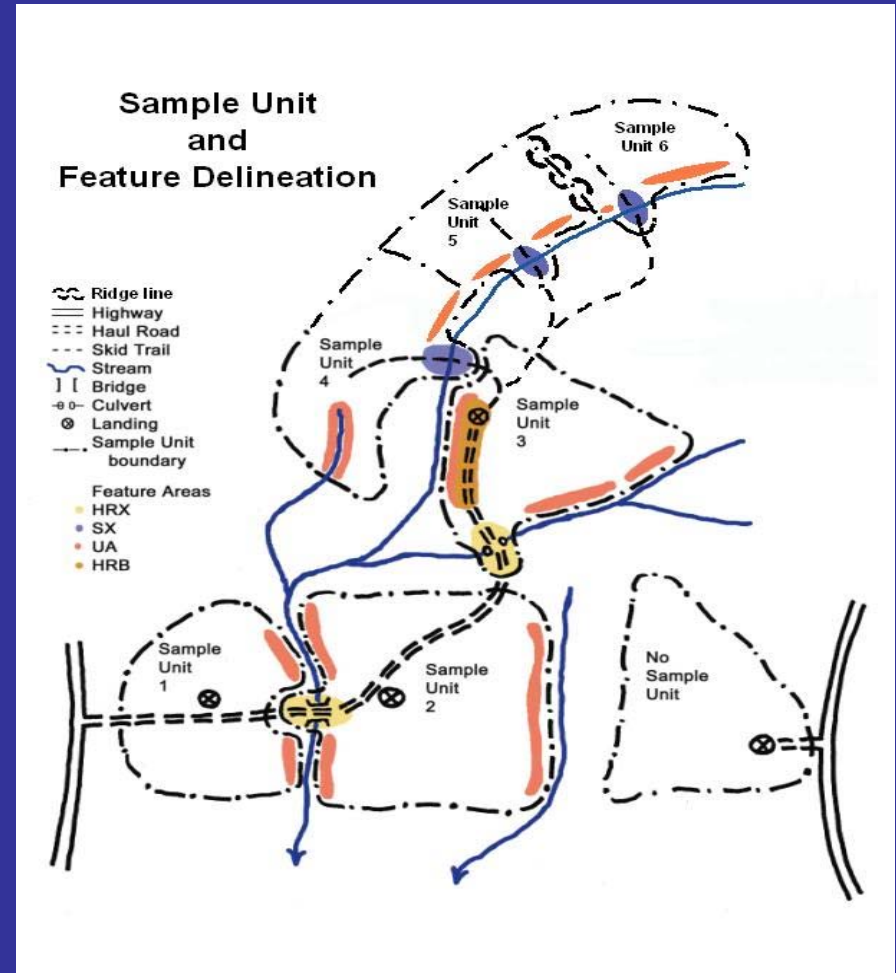 Sample Unit
and
Feature Delineation
Ridge line
Highway
Haul Road
Skid Trail
Stream
Bridge
Culvert
Landing
Sample Unit
boundary
Feature Areas
HRX
SX
UA
HRB
Sample
Unit 6
Sample
Unit
5
Sample
Unit
4
Sample
Unit
3
Sample
Unit
1
Sample
Unit
2
No
Sample
Unit